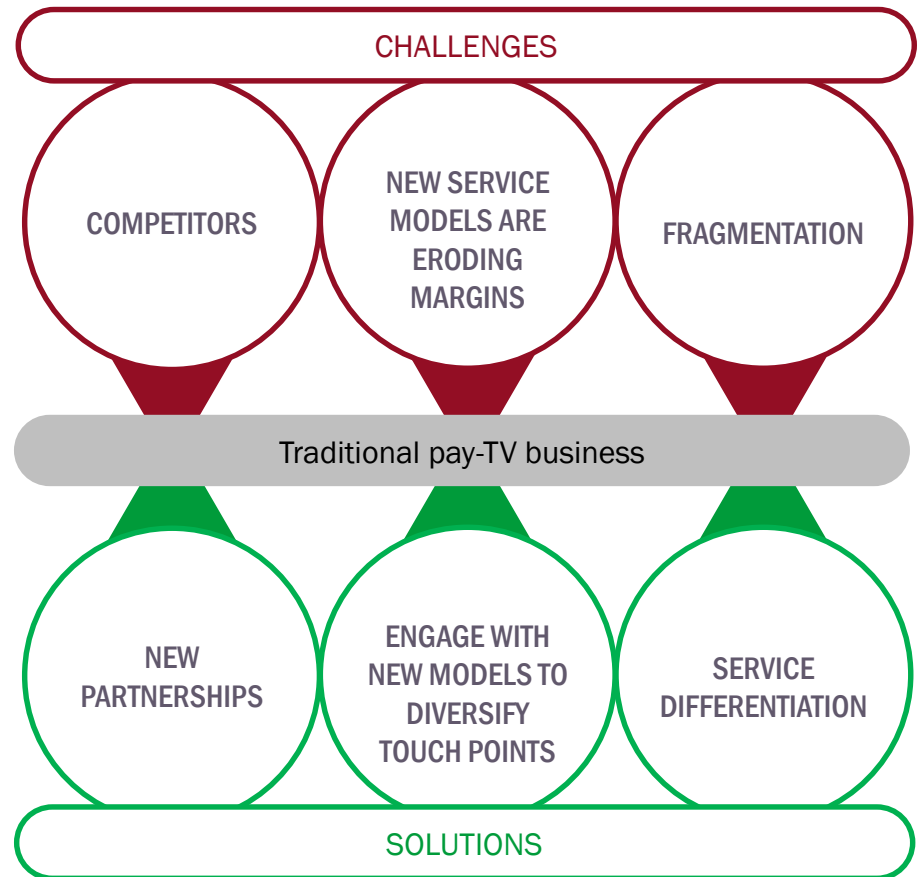 CHALLENGES
COMPETITORS
NEW SERVICE
MODELS ARE
ERODING
MARGINS
FRAGMENTATION
Traditional pay-TV business
NEW
PARTNERSHIPS
ENGAGE WITH
NEW MODELS TO
DIVERSIFY
TOUCH POINTS
SERVICE
DIFFERENTIATION
SOLUTIONS